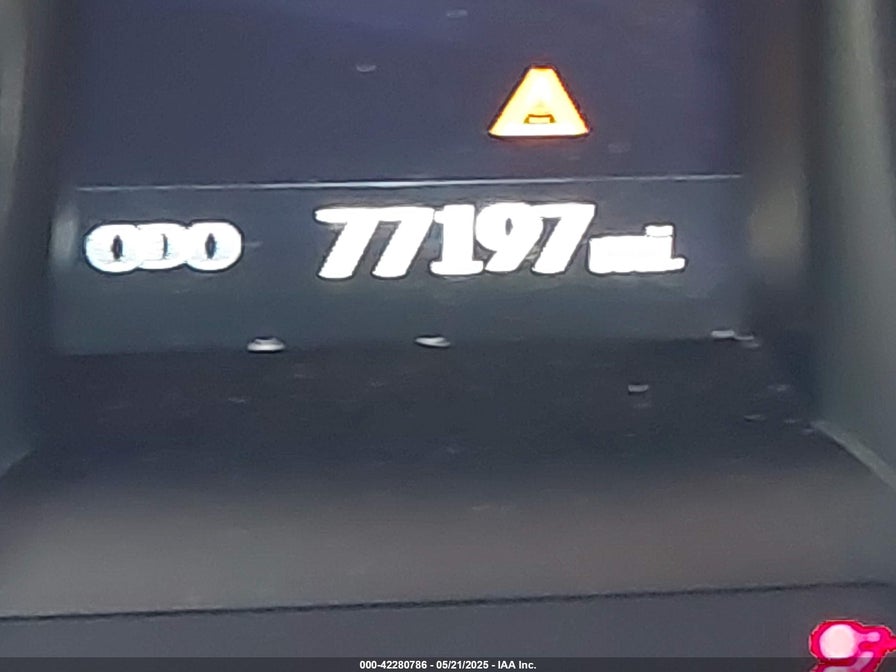 ODO 77197 mi.
000-42280786 - 05/21/2025 - IAA Inc.